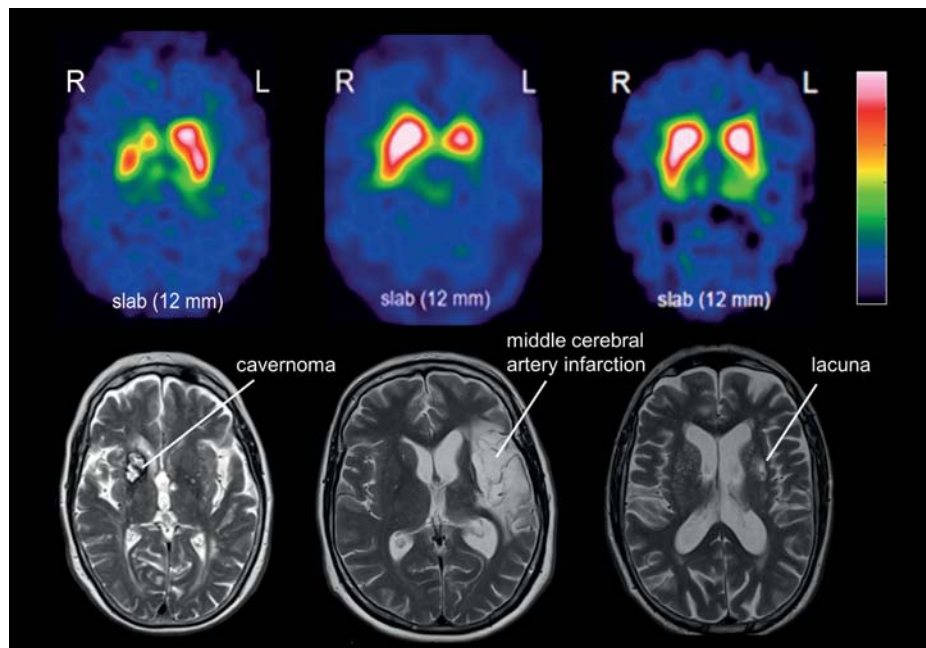 R L
R L
R L
slab (12 mm)
slab (12 mm)
slab (12 mm)
cavernoma
middle cerebral
artery infarction
lacuna